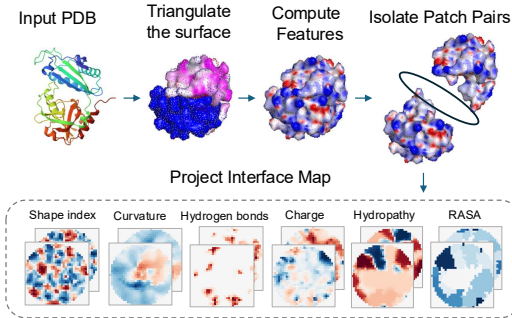 Input PDB
Triangulate
the surface
Compute
Features
Isolate Patch Pairs
Project Interface Map
Shape index
Curvature
Hydrogen bonds
Charge
Hydropathy
RASA